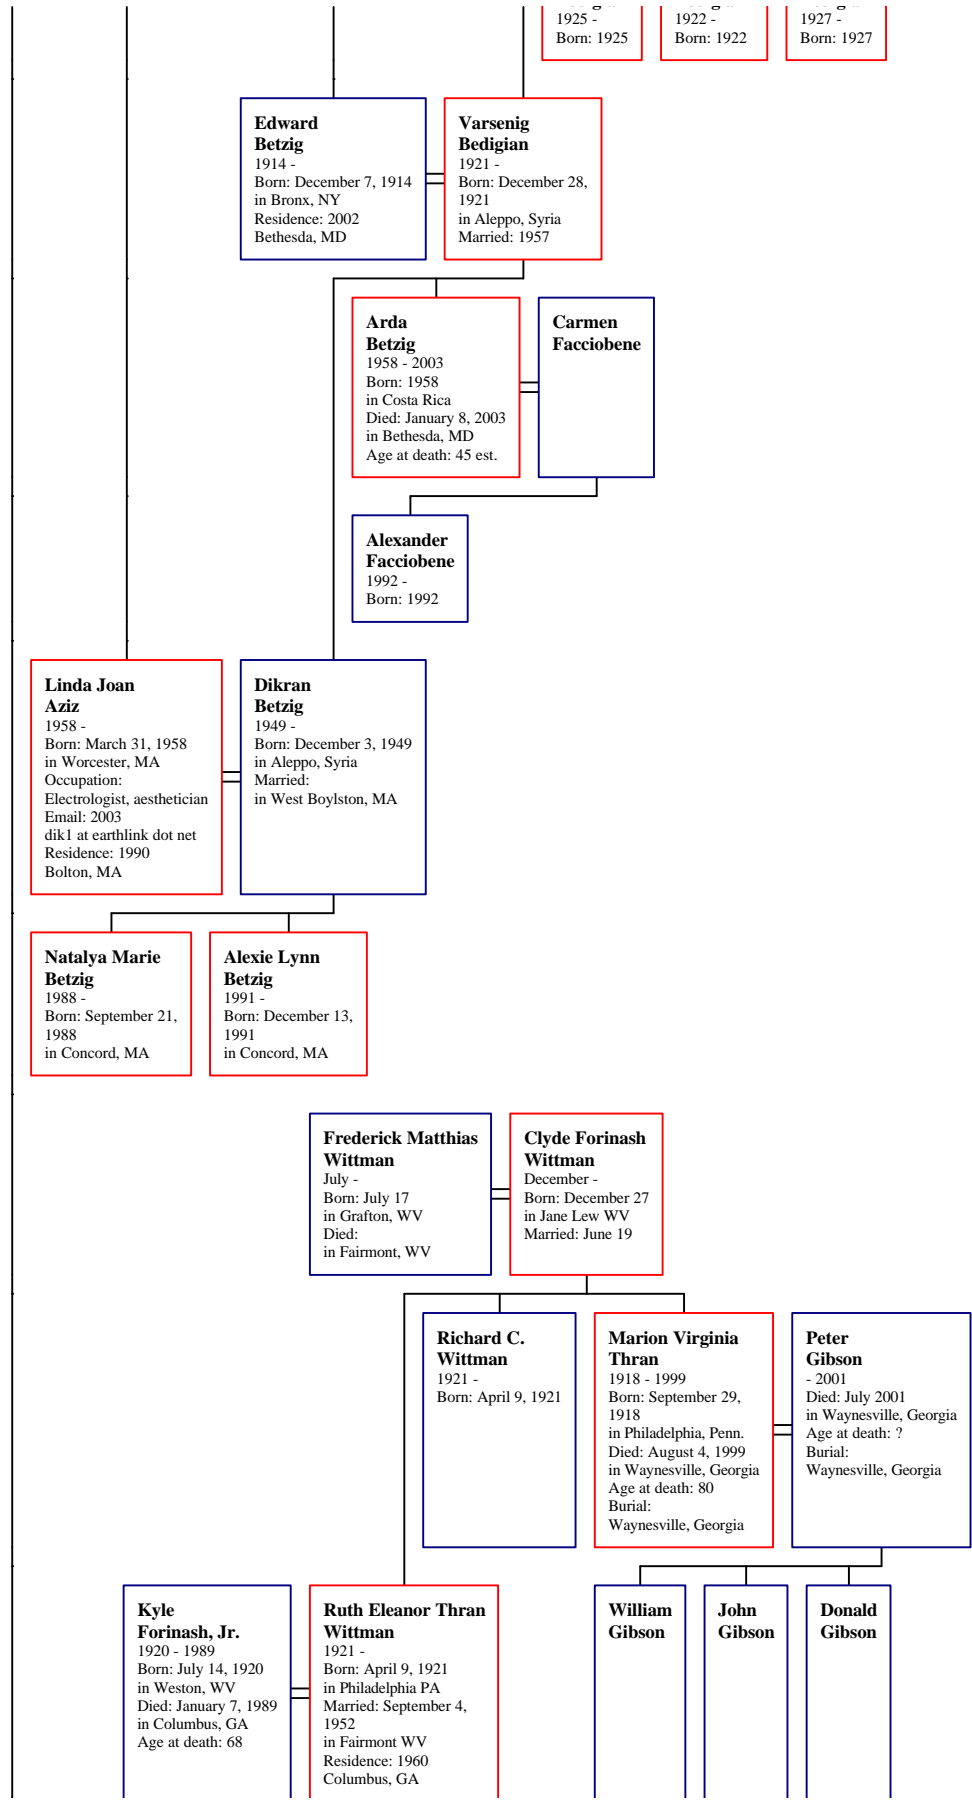 1925 -
Born: 1925
1922 -
Born: 1922
1927 -
Born: 1927
Edward
Betzig
1914 -
Born: December 7, 1914
in Bronx, NY
Residence: 2002
Bethesda, MD
Varsenig
Bedigian
1921 -
Born: December 28,
1921
in Aleppo, Syria
Married: 1957
Arda
Betzig
1958 - 2003
Born: 1958
in Costa Rica
Died: January 8, 2003
in Bethesda, MD
Age at death: 45 est.
Carmen
Facciobene
Alexander
Facciobene
1992 -
Born: 1992
Linda Joan
Aziz
1958 -
Born: March 31, 1958
in Worcester, MA
Occupation:
Electrologist, aesthetician
Email: 2003
dik1 at earthlink dot net
Residence: 1990
Bolton, MA
Dikran
Betzig
1949 -
Born: December 3, 1949
in Aleppo, Syria
Married:
in West Boylston, MA
Natalya Marie
Betzig
1988 -
Born: September 21,
1988
in Concord, MA
Alexie Lynn
Betzig
1991 -
Born: December 13,
1991
in Concord, MA
Frederick Matthias
Wittman
July -
Born: July 17
in Grafton, WV
Died:
in Fairmont, WV
Clyde Forinash
Wittman
December -
Born: December 27
in Jane Lew WV
Married: June 19
Richard C.
Wittman
1921 -
Born: April 9, 1921
Marion Virginia
Thran
1918 - 1999
Born: September 29,
1918
in Philadelphia, Penn.
Died: August 4, 1999
in Waynesville, Georgia
Age at death: 80
Burial:
Waynesville, Georgia
Peter
Gibson
- 2001
Died: July 2001
in Waynesville, Georgia
Age at death: ?
Burial:
Waynesville, Georgia
Kyle
Forinash, Jr.
1920 - 1989
Born: July 14, 1920
in Weston, WV
Died: January 7, 1989
in Columbus, GA
Age at death: 68
Ruth Eleanor Thran
Wittman
1921 -
Born: April 9, 1921
in Philadelphia PA
Married: September 4,
1952
in Fairmont WV
Residence: 1960
Columbus, GA
William
Gibson
John
Gibson
Donald
Gibson